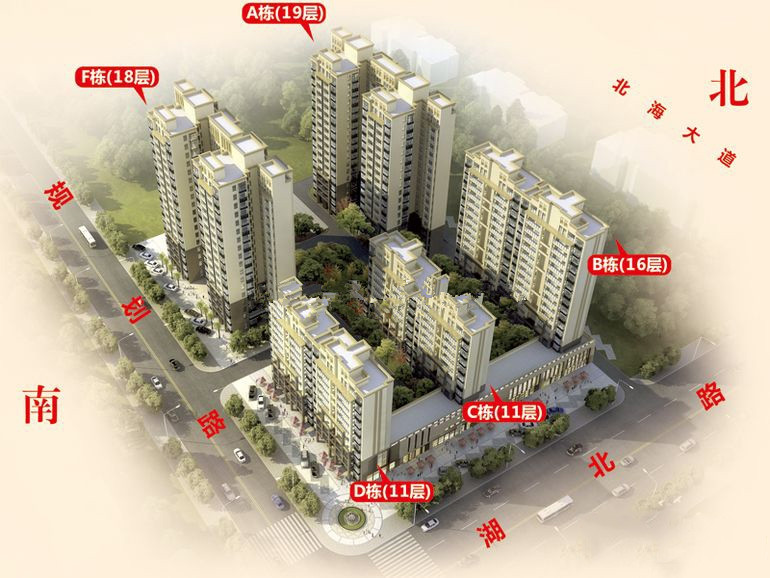 A栋(19层)
F栋(18层)
北
北海大道
规划路
B栋(16层)
南
C栋(11层)
湖北路
D栋(11层)